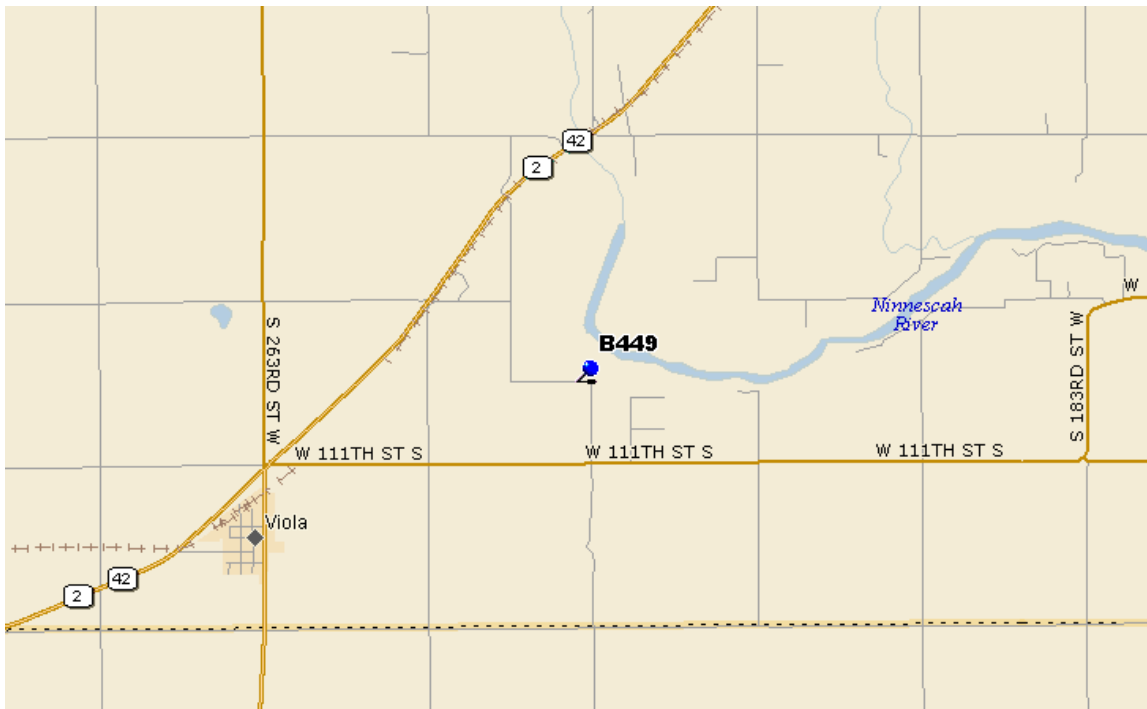 42
2
S 263RD ST W
Ninnescah
River
W
B449
S 183RD ST W
W 111TH ST S
W 111TH ST S
W 111TH ST S
Viola
42
2